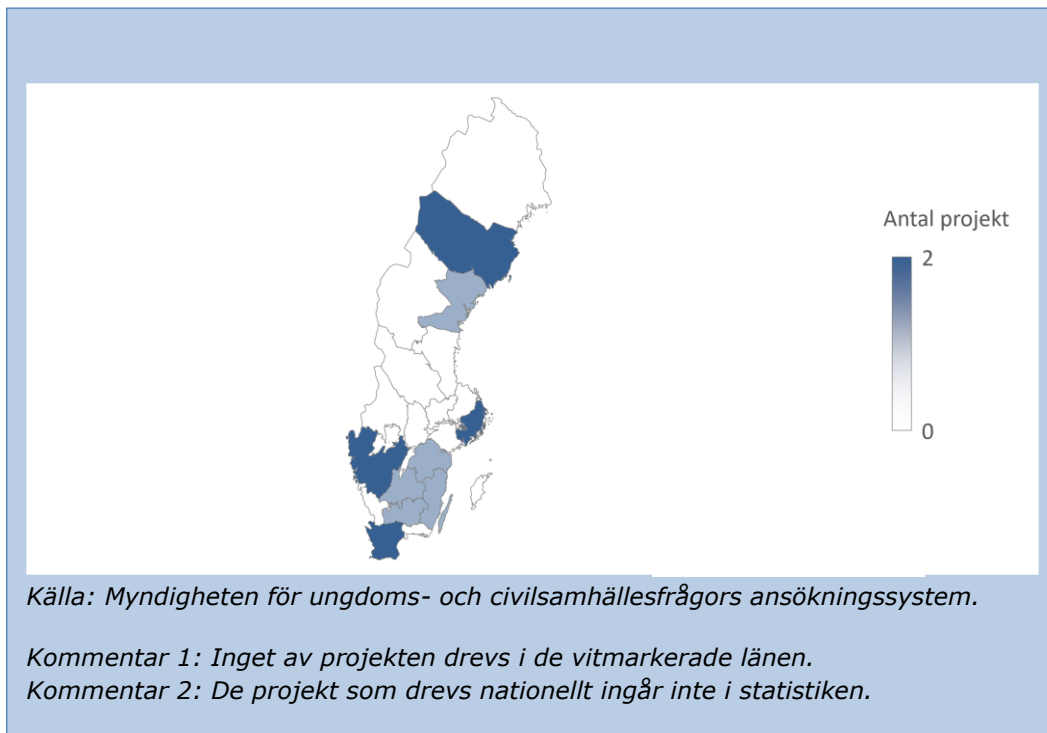 Antal projekt
2
0
Källa: Myndigheten för ungdoms- och civilsamhällesfrågors ansökningssystem.
Kommentar 1: Inget av projekten drevs i de vitmarkerade länen.
Kommentar 2: De projekt som drevs nationellt ingår inte i statistiken.